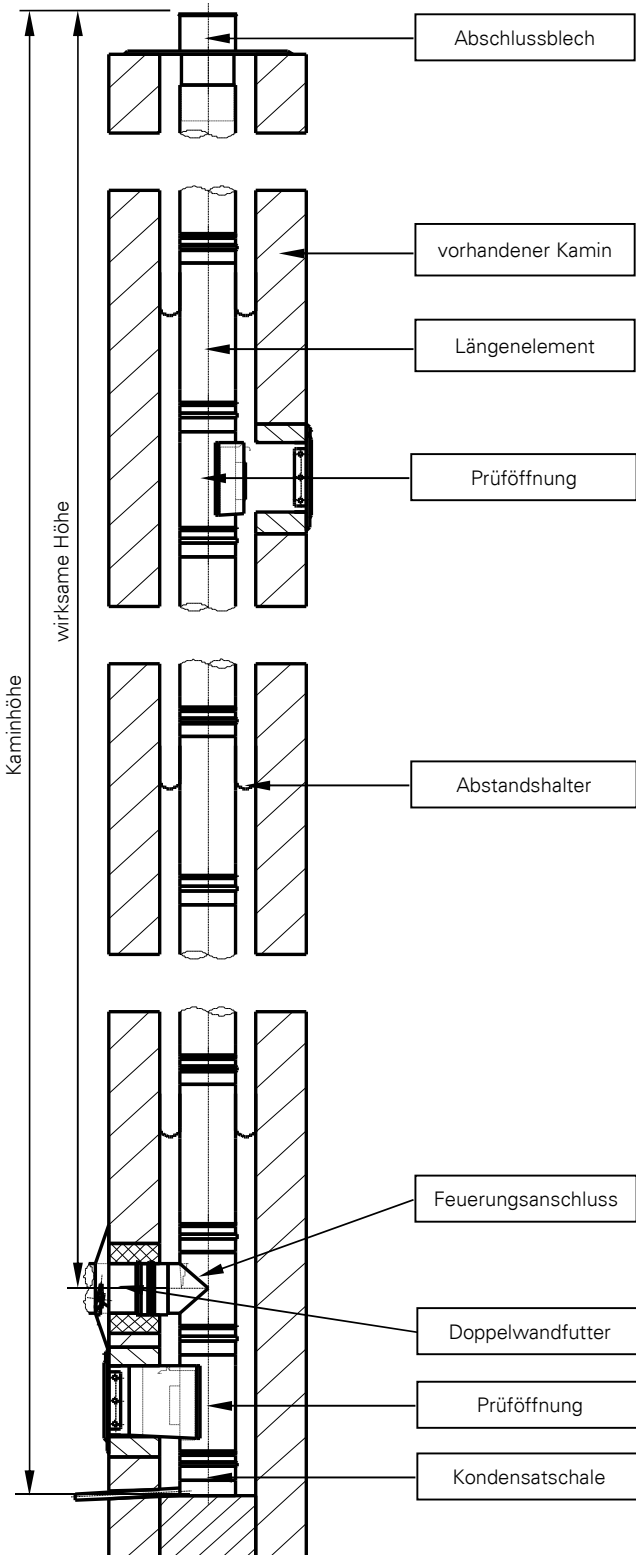 Abschlussblech
vorhandener Kamin
Längenelement
Prüföffnung
wirksame Höhe
Kaminhöhe
Abstandshalter
Feuerungsanschluss
Doppelwandfutter
Prüföffnung
Kondensatschale